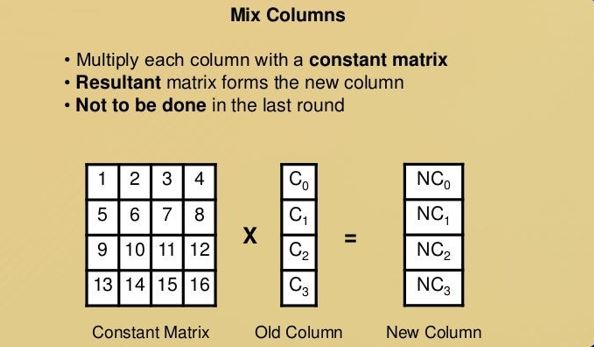 Mix Columns
• Multiply each column with a constant matrix
• Resultant matrix forms the new column
• Not to be done in the last round
1 2 3 4 C₀ NC₀
5 6 7 8 C₁ NC₁
X =
9 10 11 12 C₂ NC₂
13 14 15 16 C₃ NC₃
Constant Matrix Old Column New Column